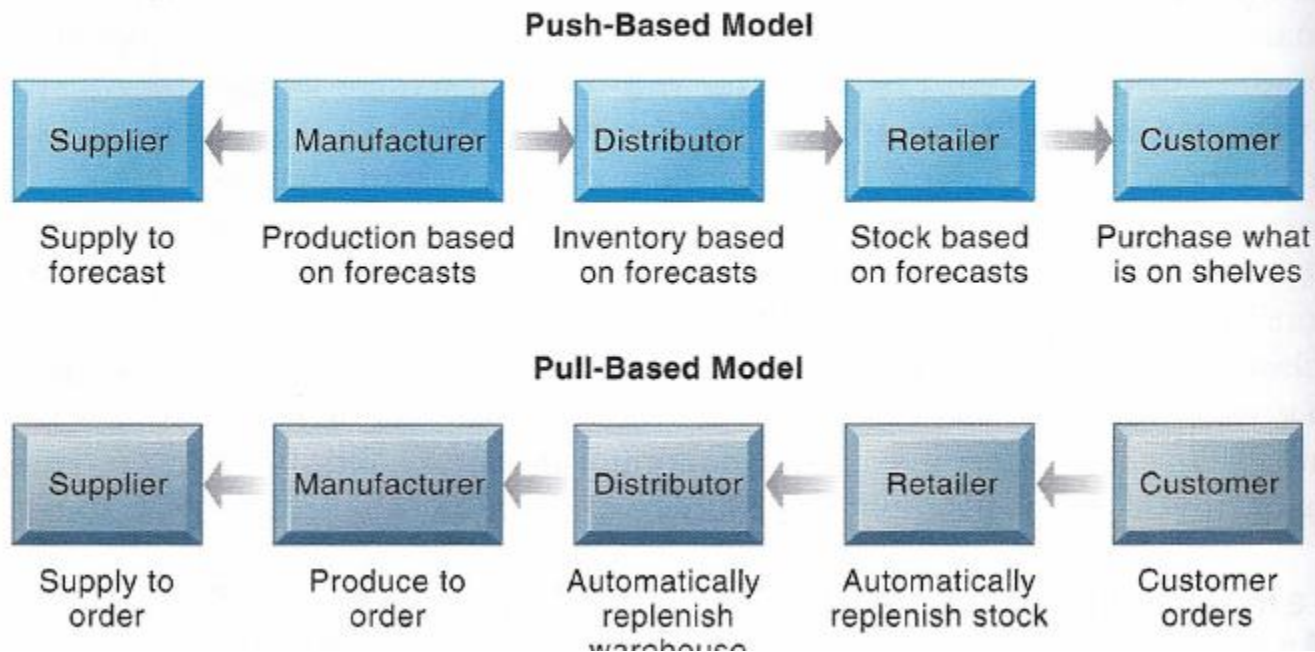 Push-Based Model
Supplier
Manufacturer
Distributor
Retailer
Customer
Supply to
forecast
Production based
on forecasts
Inventory based
on forecasts
Stock based
on forecasts
Purchase what
is on shelves
Pull-Based Model
Supplier
Manufacturer
Distributor
Retailer
Customer
Supply to
order
Produce to
order
Automatically
replenish
warehouse
Automatically
replenish stock
Customer
orders